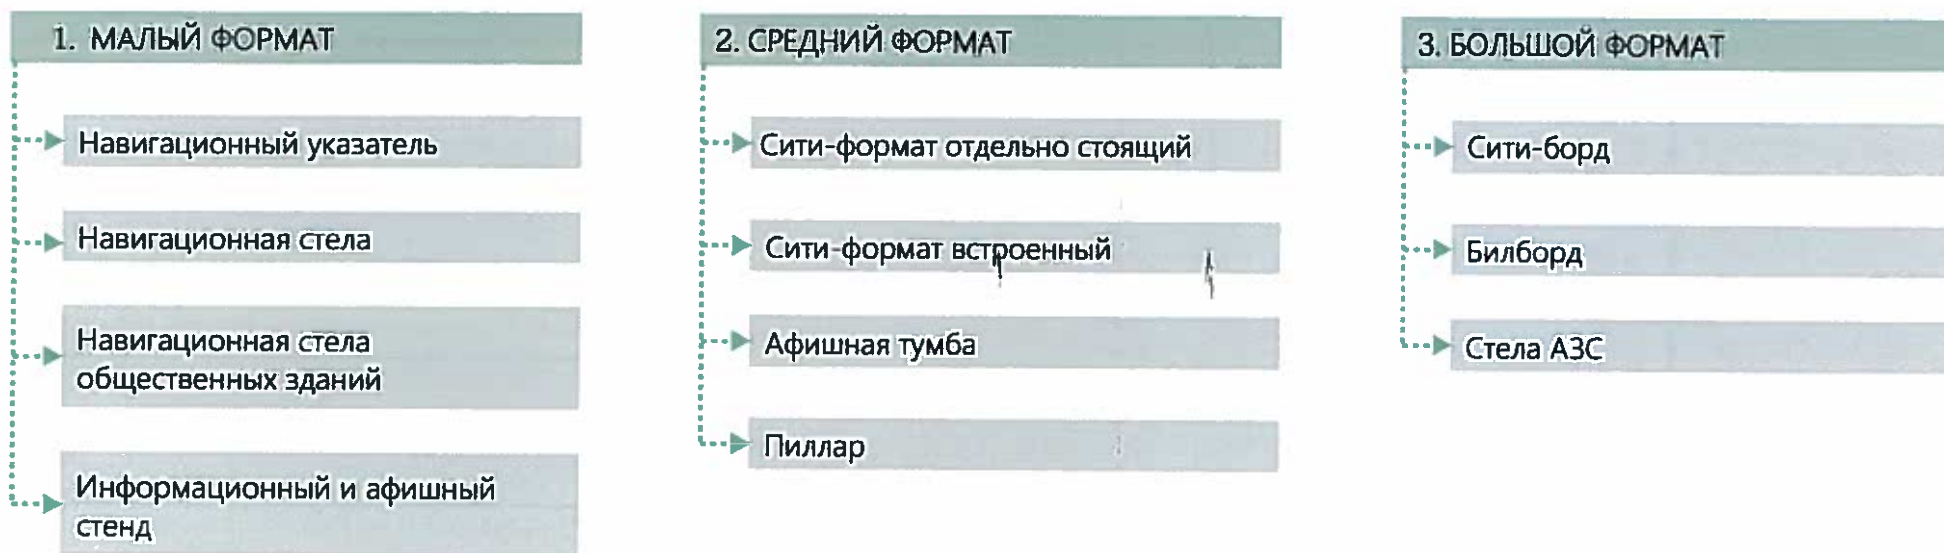 1. МАЛЫЙ ФОРМАТ
Навигационный указатель
Навигационная стела
Навигационная стела
общественных зданий
Информационный и афишный
стенд
2. СРЕДНИЙ ФОРМАТ
Сити-формат отдельно стоящий
Сити-формат встроенный
Афишная тумба
Пиллар
3. БОЛЬШОЙ ФОРМАТ
Сити-борд
Билборд
Стела АЗС